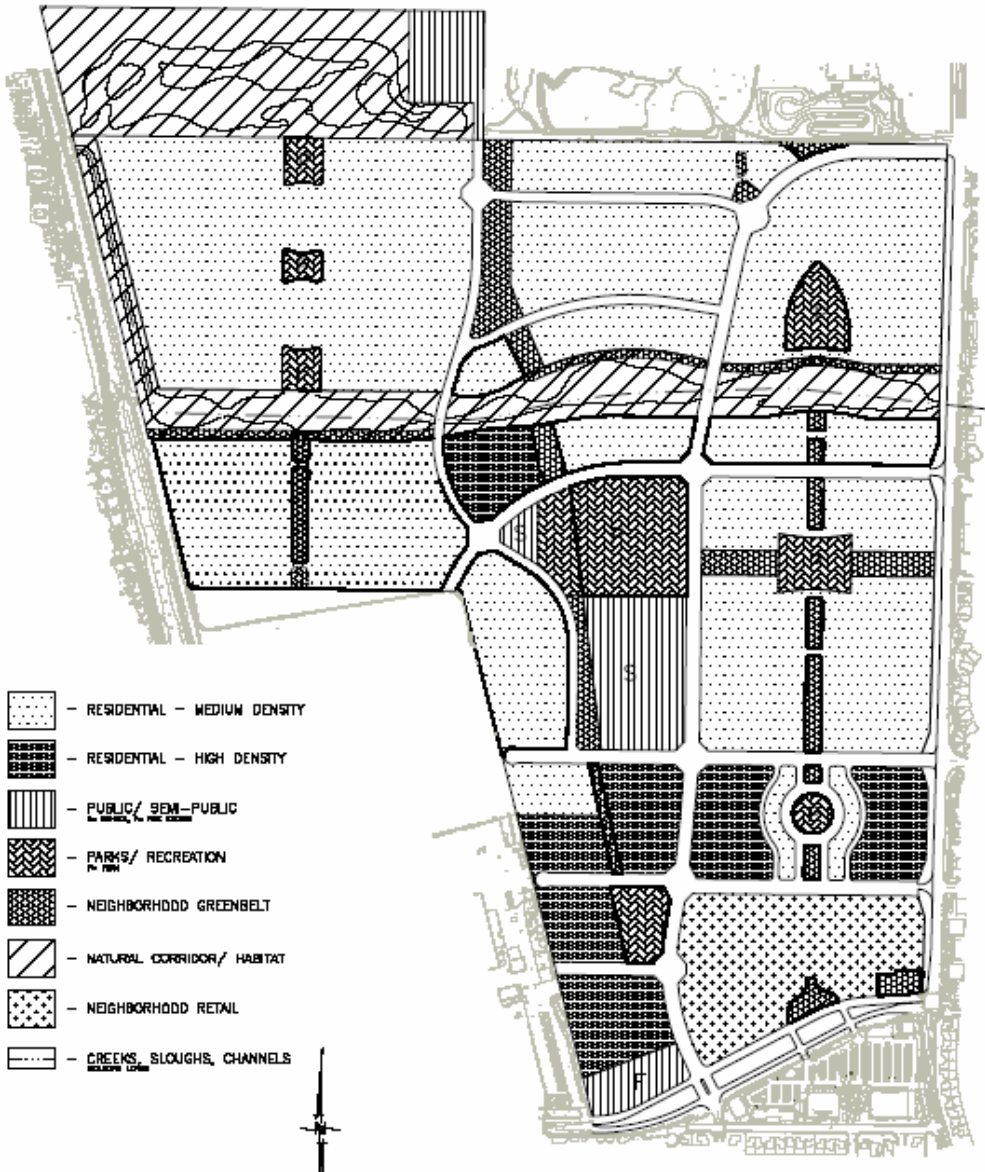 S
S
- RESIDENTIAL - MEDIUM DENSITY
- RESIDENTIAL - HIGH DENSITY
- PUBLIC/ SEMI-PUBLIC
- PARKS/ RECREATION
- NEIGHBORHOOD GREENBELT
- NATURAL CORRIDOR/ HABITAT
- NEIGHBORHOOD RETAIL
- CREEKS, SLOUGHS, CHANNELS
F
N